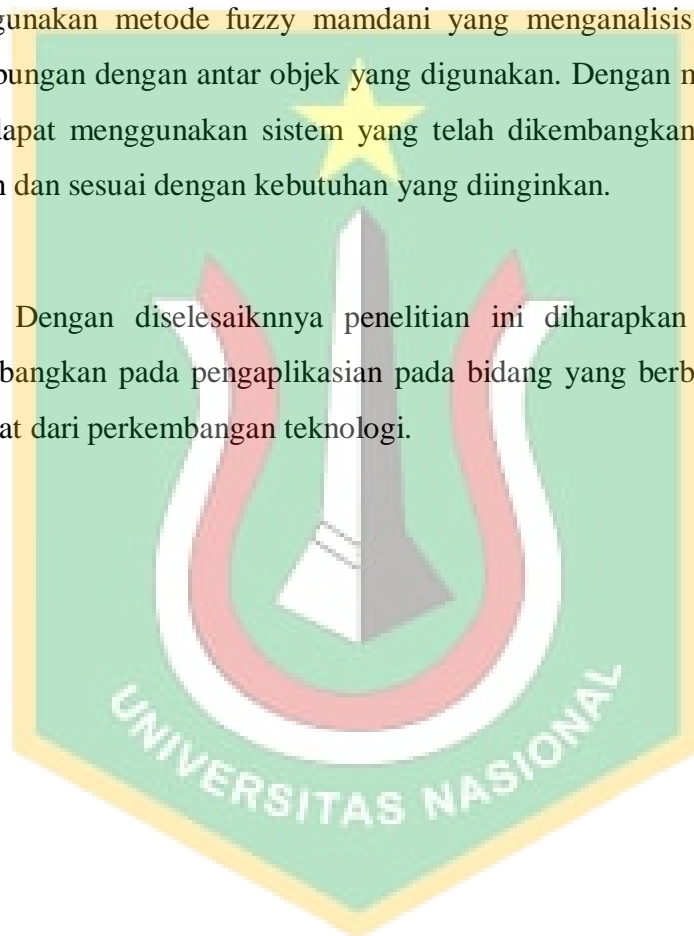 gunakan metode fuzzy mamdani yang menganalisis
bungan dengan antar objek yang digunakan. Dengan
dapat menggunakan sistem yang telah dikembangkan
dan sesuai dengan kebutuhan yang diinginkan.
Dengan diselesaiknnya penelitian ini diharapkan
bangkan pada pengaplikasian pada bidang yang
at dari perkembangan teknologi.
UNIVERSITAS NASIONAL